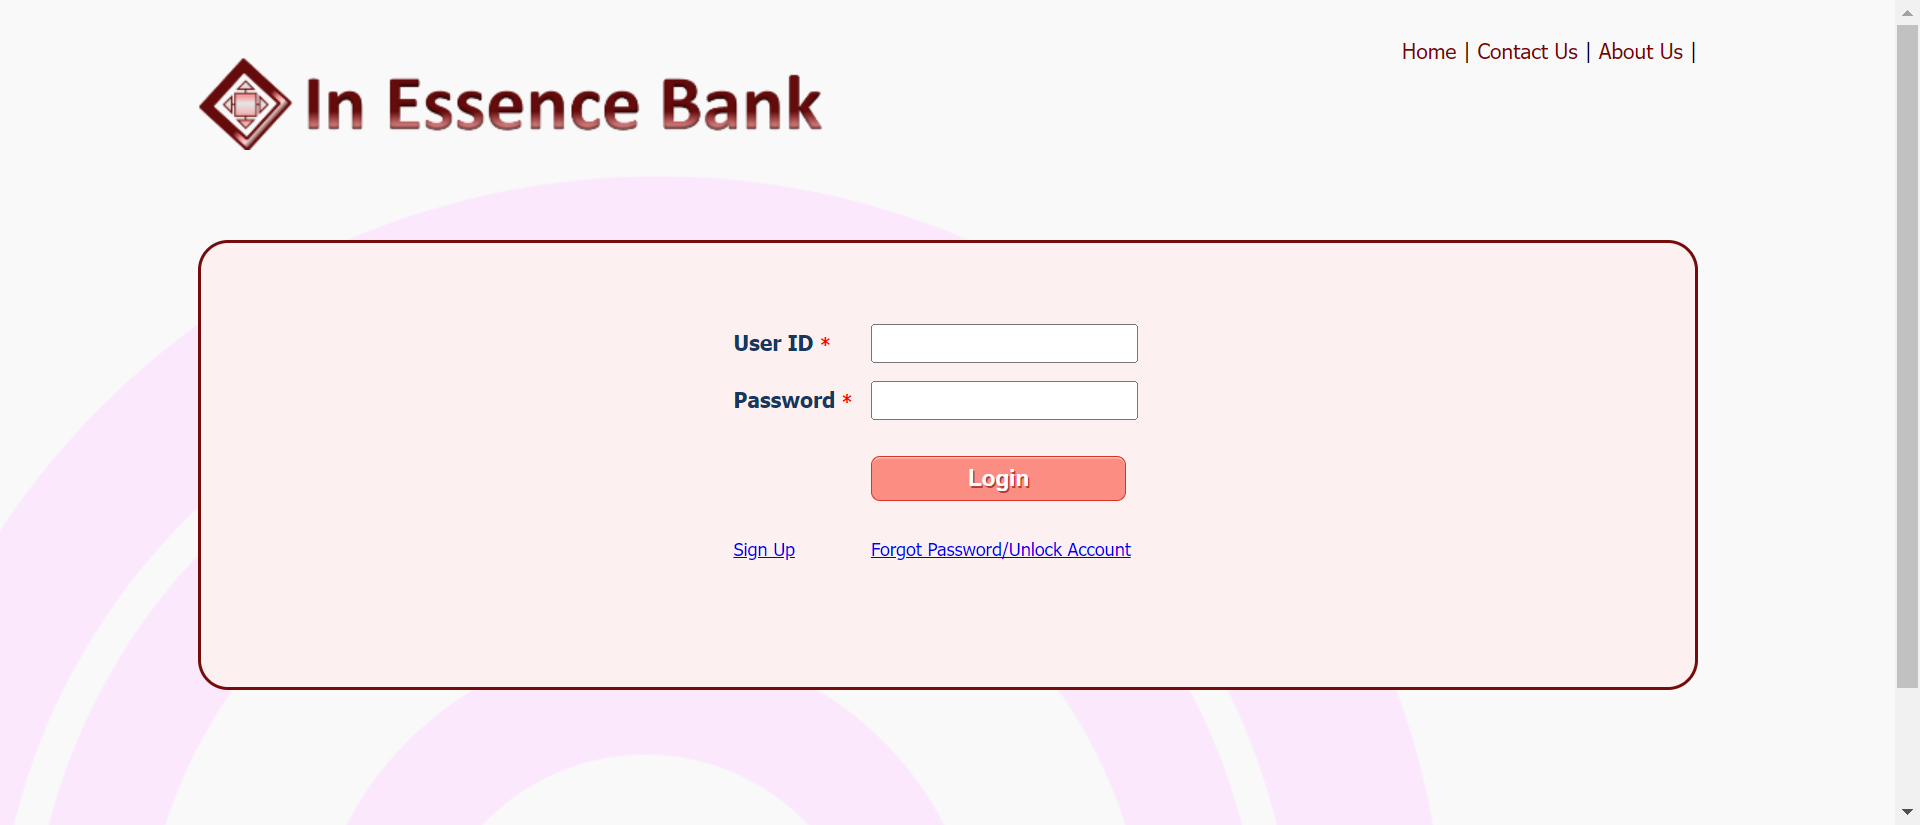 Home | Contact Us | About Us |
In Essence Bank
User ID *
Password *
Login
Sign Up
Forgot Password/Unlock Account